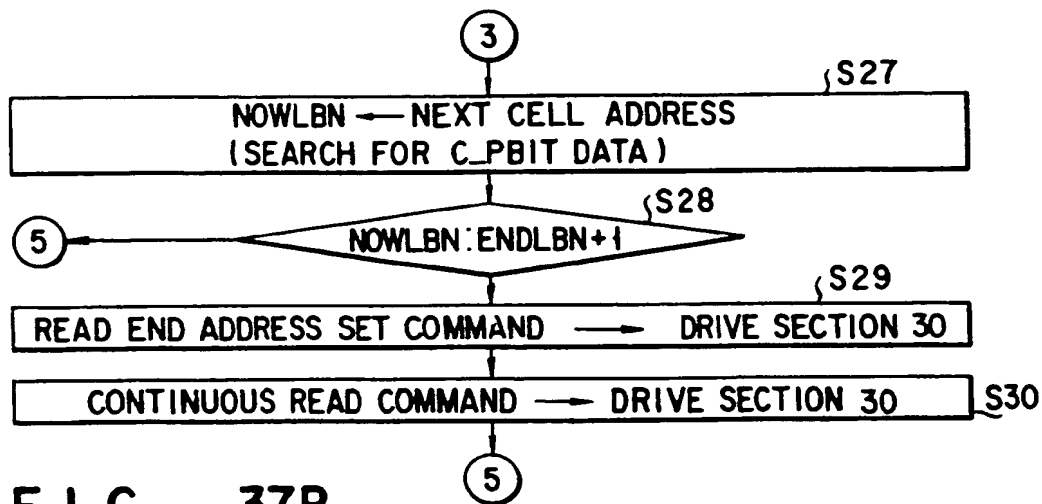 3
S27
NOWLBN ← NEXT CELL ADDRESS
(SEARCH FOR C_PBIT DATA)
S28
5
NOWLBN:ENDLBN+1
S29
READ END ADDRESS SET COMMAND → DRIVE SECTION 30
CONTINUOUS READ COMMAND → DRIVE SECTION 30
S30
5